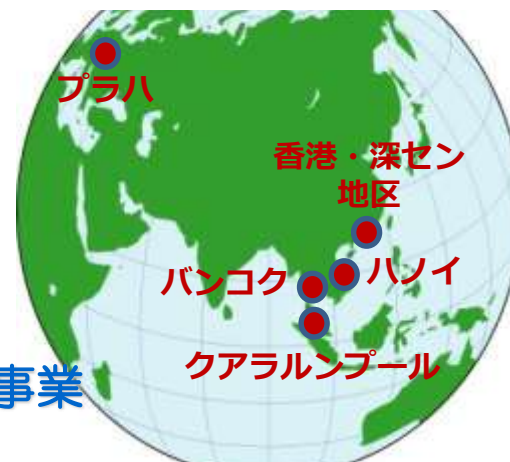 プラハ
香港・深セン
地区
バンコク
ハノイ
クアラルンプール
事業